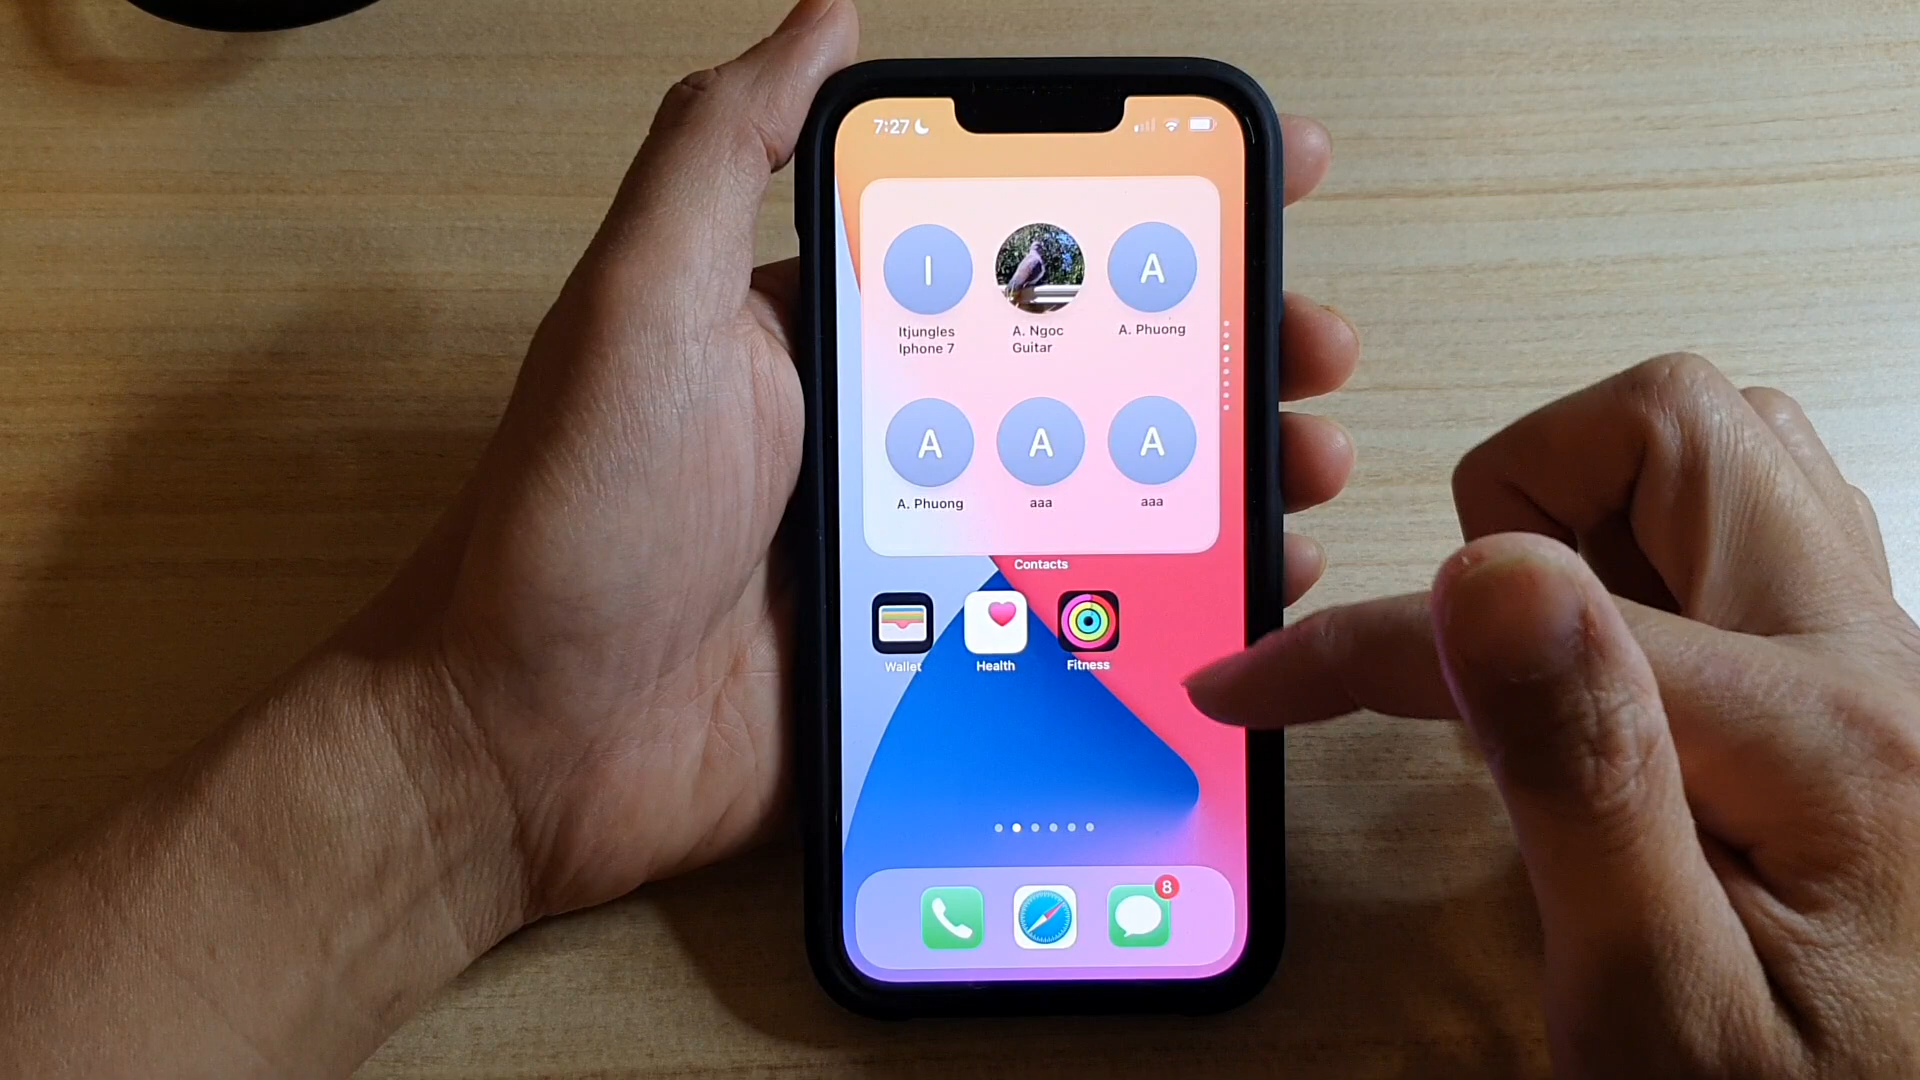 7:27
I
A
Itjungles
Iphone 7
A. Ngoc
Guitar
A. Phuong
A
A
A
A. Phuong
aaa
aaa
Contacts
Wallet
Health
Fitness
8